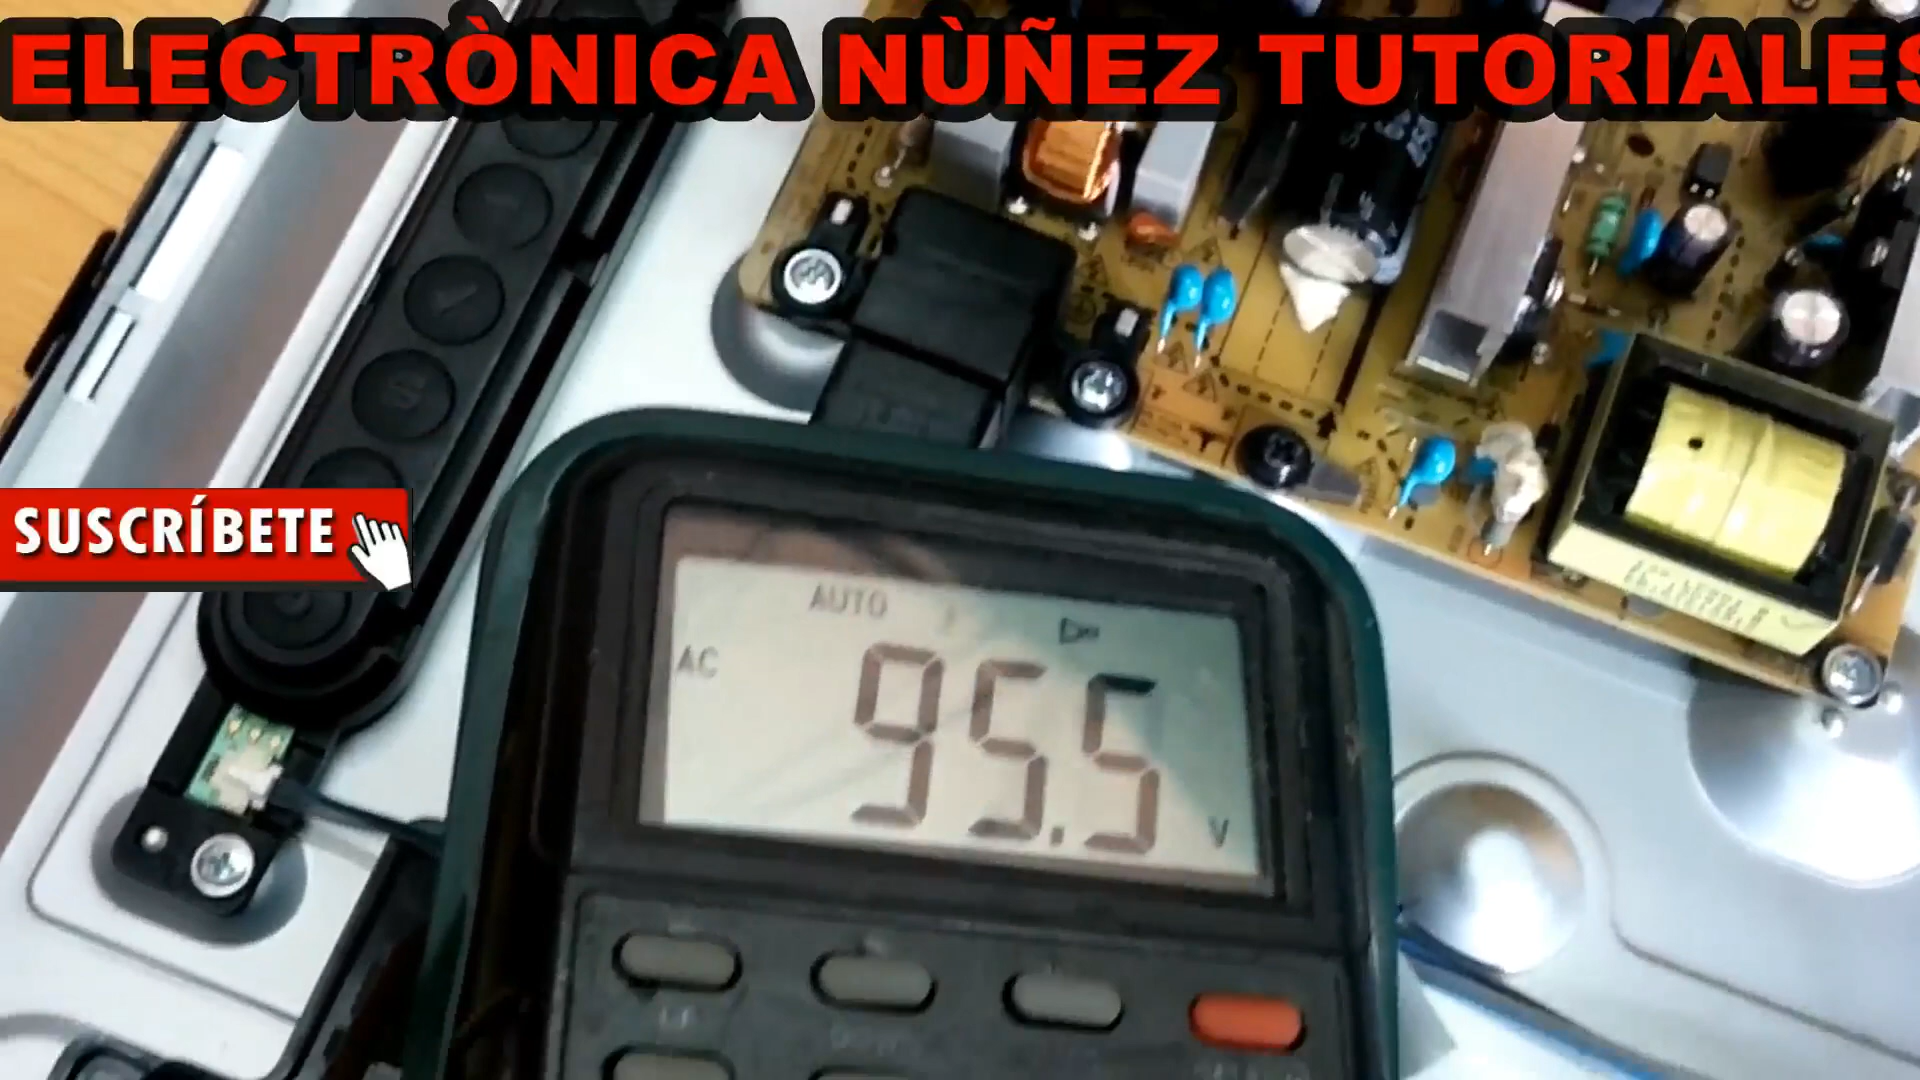 ELECTRÒNICA NÙÑEZ TUTORIALES
SUSCRÍBETE
AUTO
AC
95.5
V